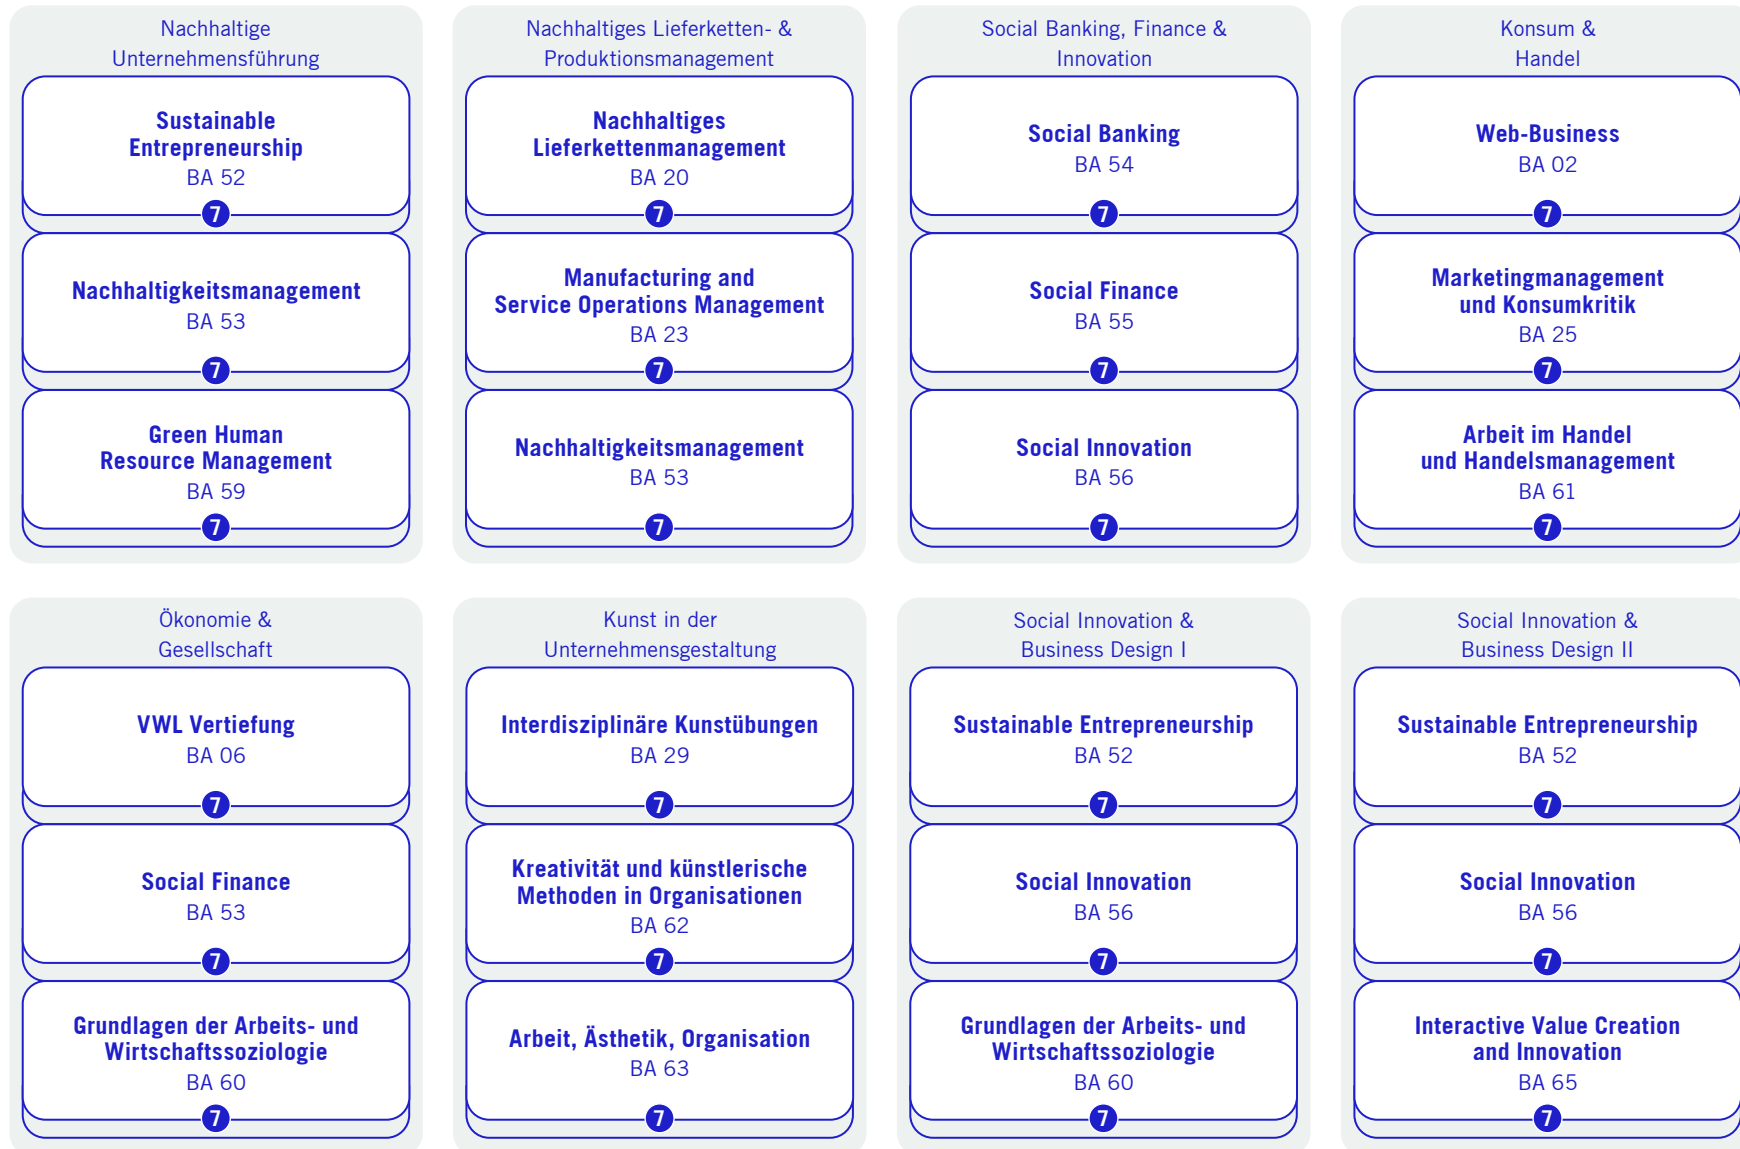 Nachhaltige
Unternehmensführung
Sustainable
Entrepreneurship
BA 52
7
Nachhaltigkeitsmanagement
BA 53
7
Green Human
Resource Management
BA 59
7
Nachhaltiges Lieferketten- &
Produktionsmanagement
Nachhaltiges
Lieferkettenmanagement
BA 20
7
Manufacturing and
Service Operations Management
BA 23
7
Nachhaltigkeitsmanagement
BA 53
7
Social Banking, Finance &
Innovation
Social Banking
BA 54
7
Social Finance
BA 55
7
Social Innovation
BA 56
7
Konsum &
Handel
Web-Business
BA 02
7
Marketingmanagement
und Konsumkritik
BA 25
7
Arbeit im Handel
und Handelsmanagement
BA 61
7
Ökonomie &
Gesellschaft
VWL Vertiefung
BA 06
7
Social Finance
BA 53
7
Grundlagen der Arbeits- und
Wirtschaftssoziologie
BA 60
7
Kunst in der
Unternehmensgestaltung
Interdisziplinäre Kunstübungen
BA 29
7
Kreativität und künstlerische
Methoden in Organisationen
BA 62
7
Arbeit, Ästhetik, Organisation
BA 63
7
Social Innovation &
Business Design I
Sustainable Entrepreneurship
BA 52
7
Social Innovation
BA 56
7
Grundlagen der Arbeits- und
Wirtschaftssoziologie
BA 60
7
Social Innovation &
Business Design II
Sustainable Entrepreneurship
BA 52
7
Social Innovation
BA 56
7
Interactive Value Creation
and Innovation
BA 65
7